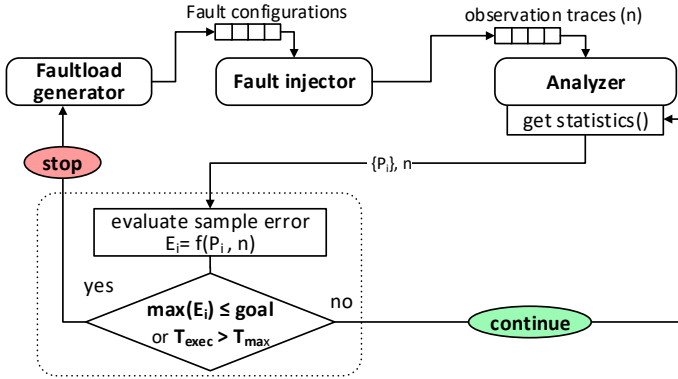 Fault configurations
observation traces (n)
Faultload
generator
Fault injector
Analyzer
get statistics()
stop
{Pi}, n
evaluate sample error
Ei= f(Pi , n)
yes
no
max(Ei) ≤ goal
or Texec > Tmax
continue